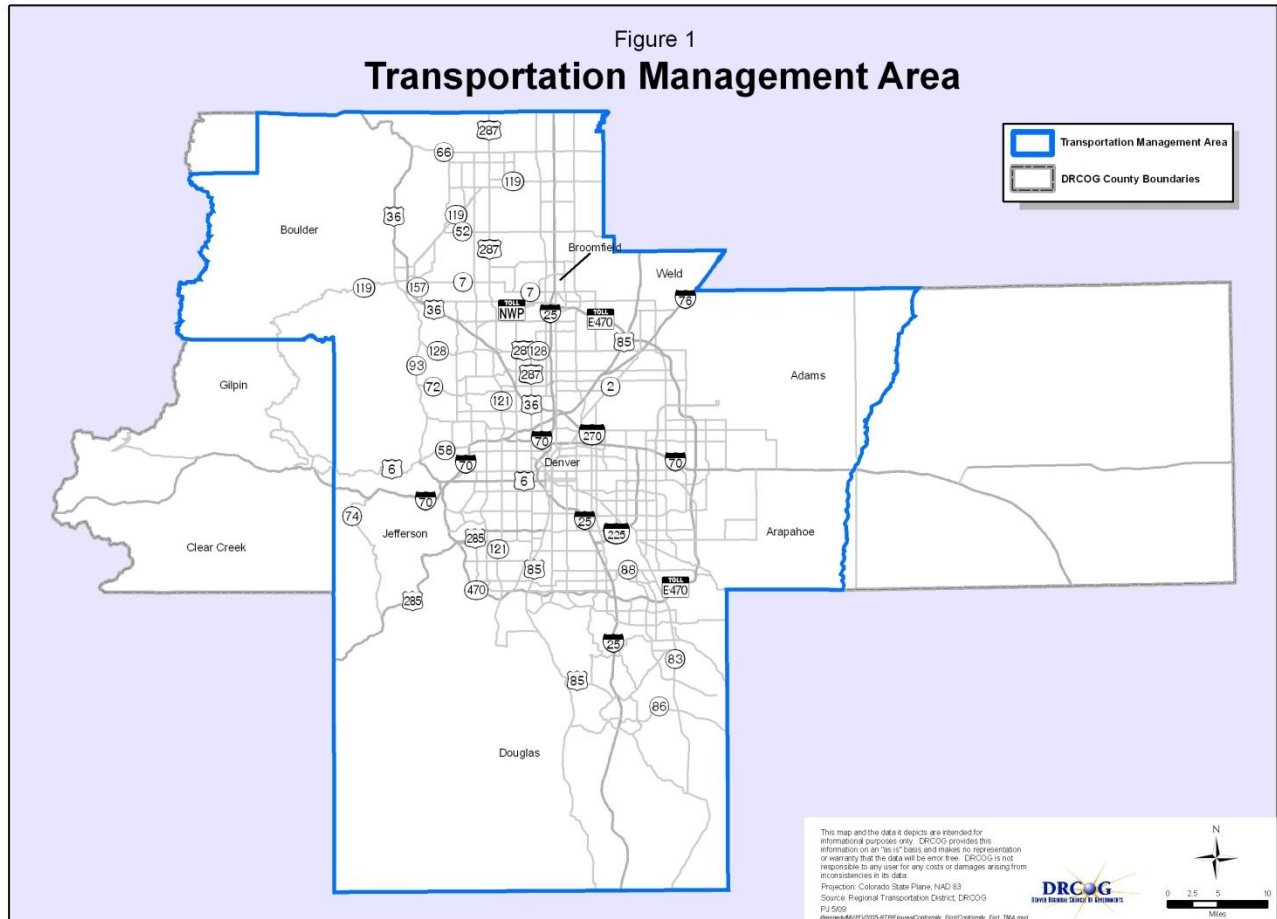 Figure 1
Transportation Management Area
Transportation Management Area
DRCOG County Boundaries
287
66
119
36
119
52
287
Boulder
Broomfield
Weld
119
157
7
7
76
36
TOLL
NWP
25
TOLL
E470
85
128
287
128
93
287
72
2
121
36
Gilpin
Adams
58
70
270
70
70
6
Denver
6
70
74
Jefferson
25
225
285
121
Arapahoe
Clear Creek
85
88
470
TOLL
E470
285
25
83
85
86
Douglas
This map and the data it depicts are intended for
informational purposes only. DRCOG provides this
information on an "as is" basis and makes no representation
or warranty that the data will be error free. DRCOG is not
responsible to any user for any costs or damages arising from
inconsistencies in its data.
Projection: Colorado State Plane, NAD 83
Source: Regional Transportation District; DRCOG
PJ 5/09
DRCOG
DENVER REGIONAL COUNCIL OF GOVERNMENTS
N
0 2.5 5 10
Miles